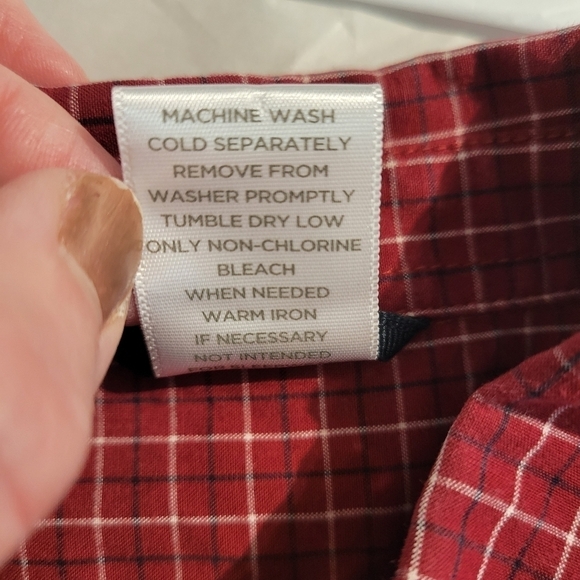 MACHINE WASH
COLD SEPARATELY
REMOVE FROM
WASHER PROMPTLY
TUMBLE DRY LOW
ONLY NON-CHLORINE
BLEACH
WHEN NEEDED
WARM IRON
IF NECESSARY
NOT INTENDED
FOR